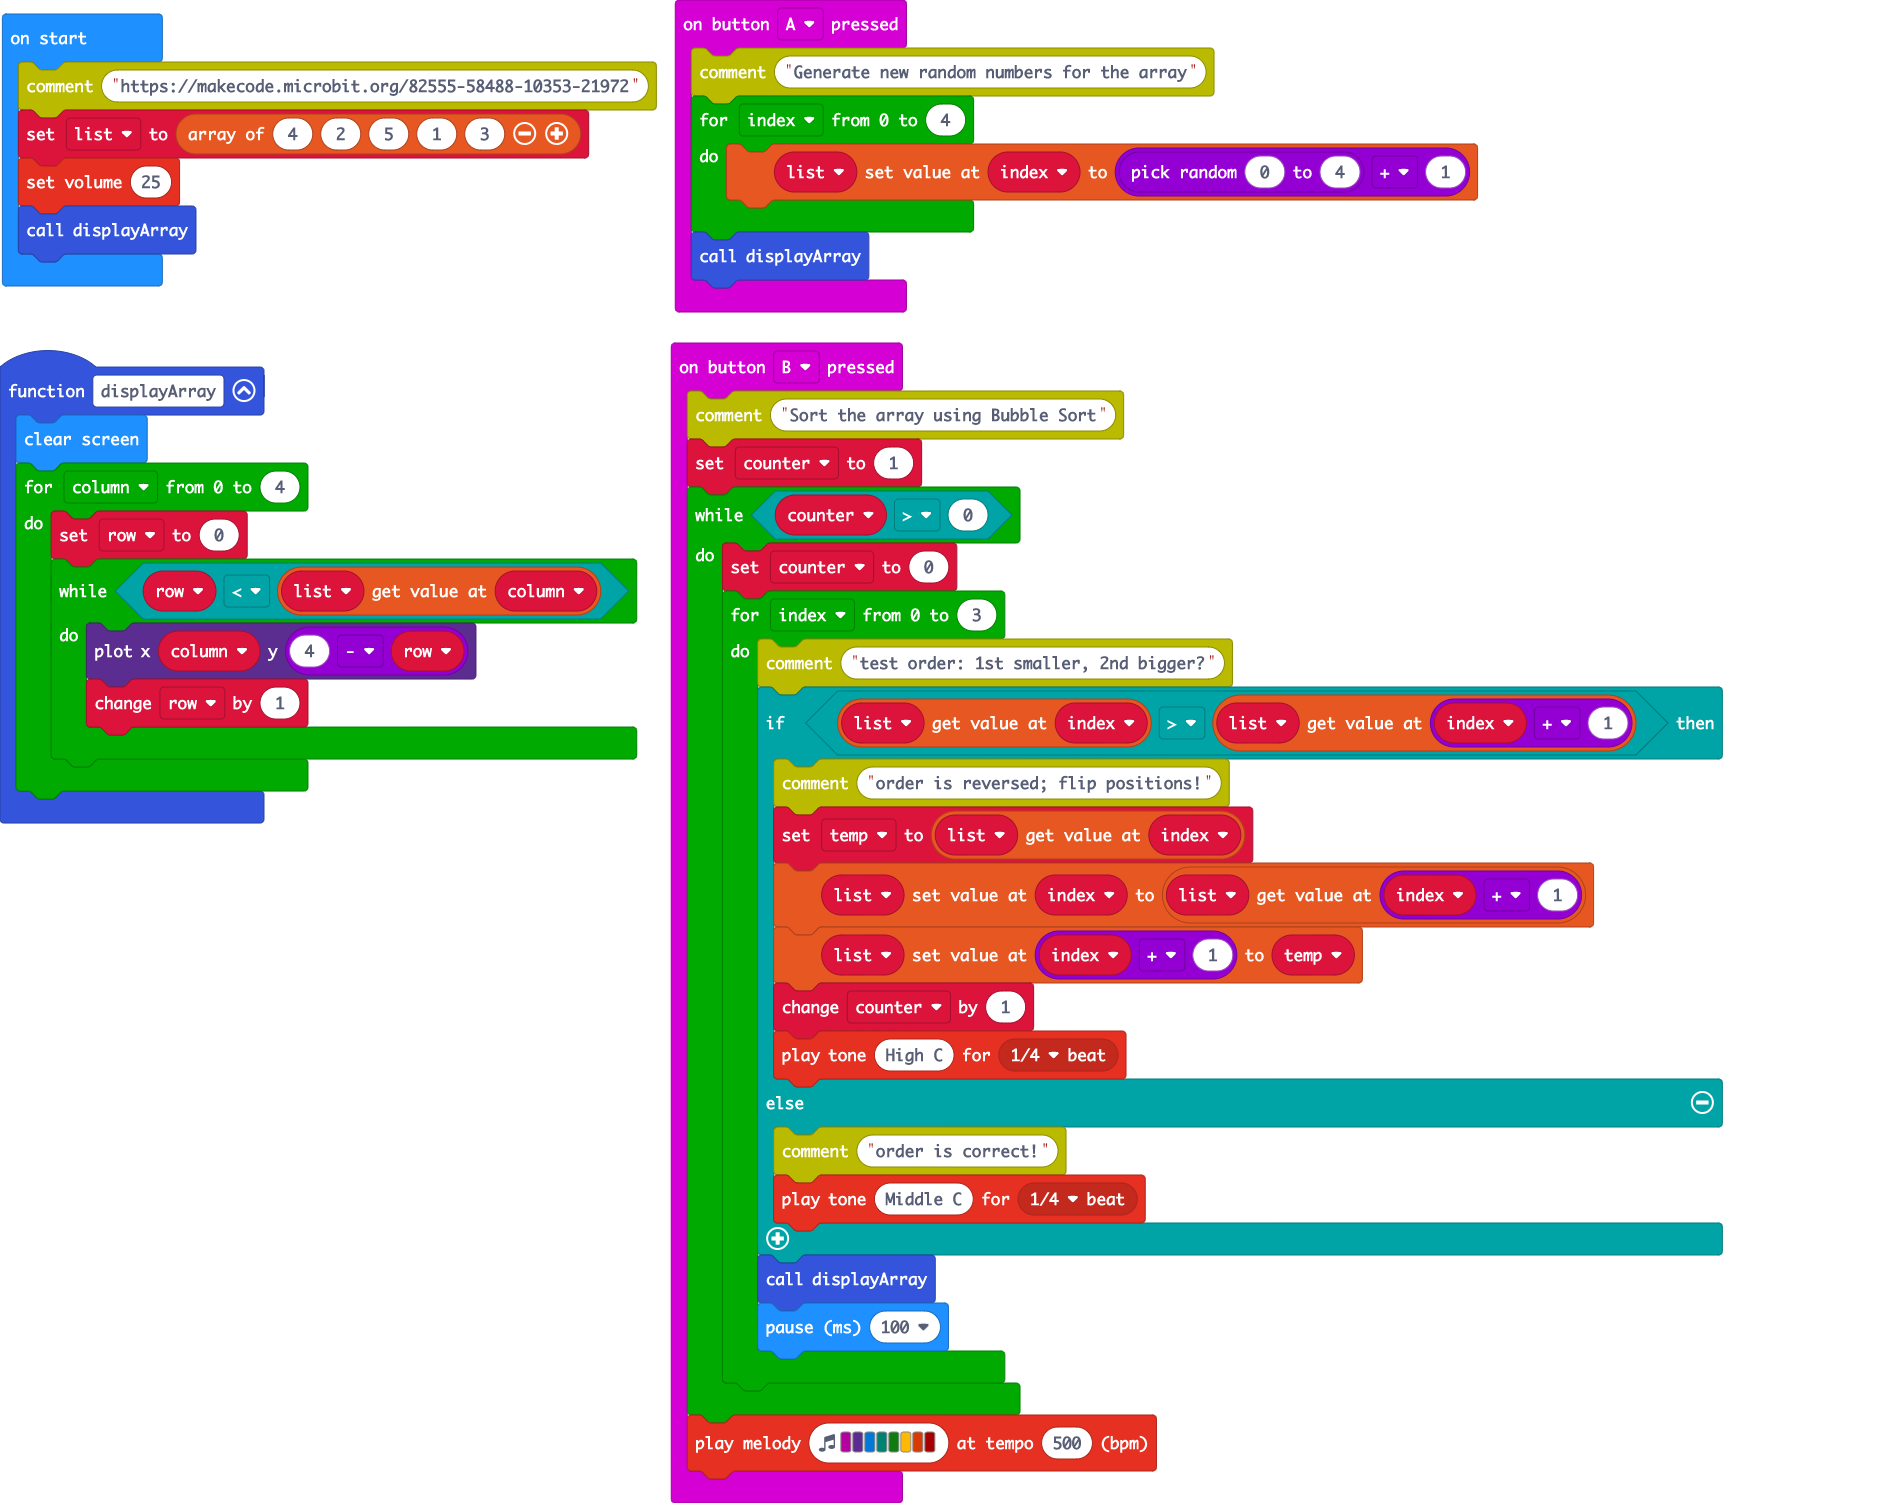 on start
comment "https://makecode.microbit.org/82555-58488-10353-21972"
set list to array of 4 2 5 1 3
set volume 25
call displayArray
on button A pressed
comment "Generate new random numbers for the array"
for index from 0 to 4
do
list set value at index to pick random 0 to 4 + 1
call displayArray
function displayArray
clear screen
for column from 0 to 4
do
set row to 0
while row < list get value at column
do
plot x column y 4 - row
change row by 1
on button B pressed
comment "Sort the array using Bubble Sort"
set counter to 1
while counter > 0
do
set counter to 0
for index from 0 to 3
do
comment "test order: 1st smaller, 2nd bigger?"
if list get value at index > list get value at index + 1 then
comment "order is reversed; flip positions!"
set temp to list get value at index
list set value at index to list get value at index + 1
list set value at index + 1 to temp
change counter by 1
play tone High C for 1/4 beat
else
comment "order is correct!"
play tone Middle C for 1/4 beat
call displayArray
pause (ms) 100
play melody at tempo 500 (bpm)